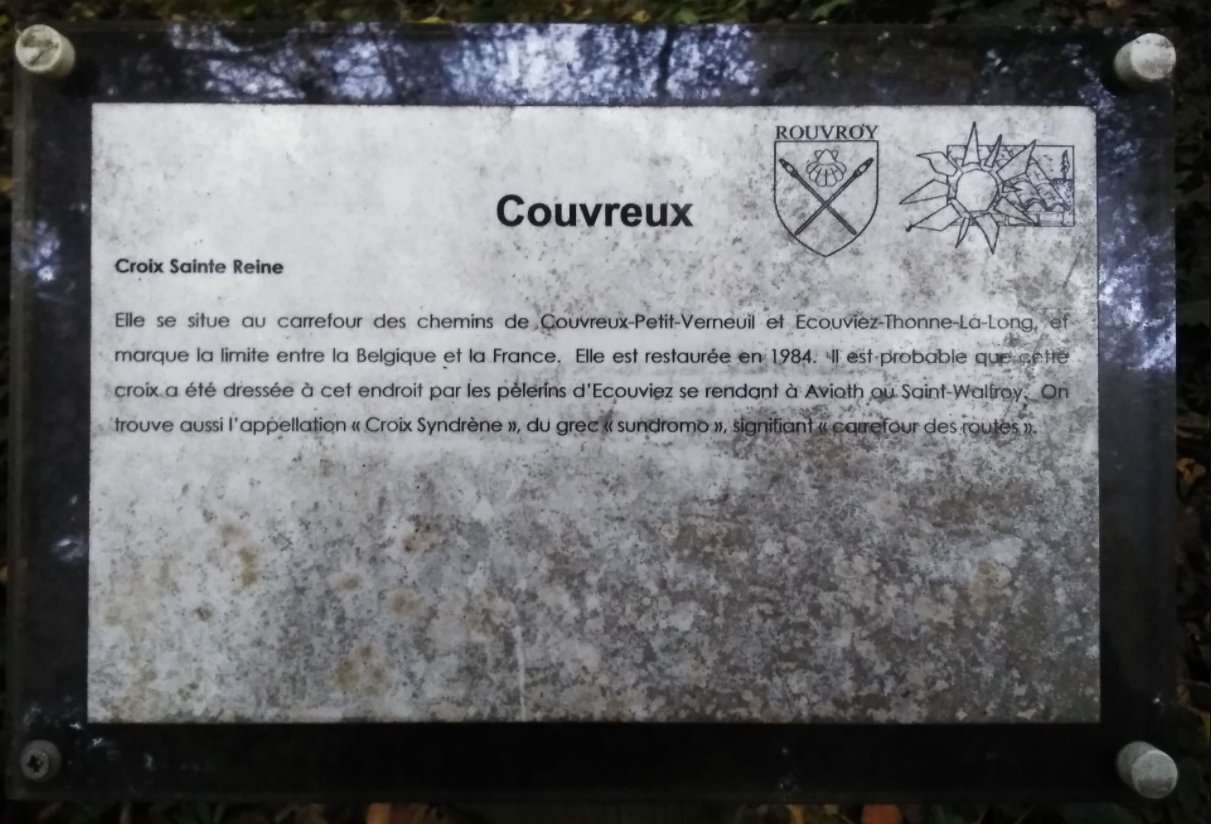 ROUVROY
Couvreux
Croix Sainte Reine
Elle se situe au carrefour des chemins de Couvreux-Petit-Verneuil et Ecouviez-Thonne-La-Long, et
marque la limite entre la Belgique et la France. Elle est restaurée en 1984. Il est probable que cette
croix a été dressée à cet endroit par les pèlerins d'Ecouviez se rendant à Avioth ou Saint-Walfroy. On
trouve aussi l'appellation « Croix Syndrène », du grec « sundromo », signifiant « carrefour des routes ».